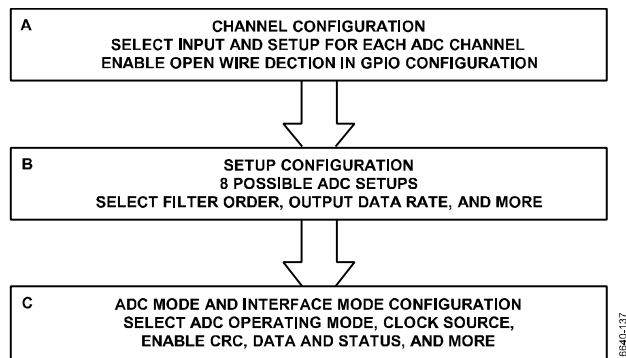 A
CHANNEL CONFIGURATION
SELECT INPUT AND SETUP FOR EACH ADC CHANNEL
ENABLE OPEN WIRE DECTION IN GPIO CONFIGURATION
B
SETUP CONFIGURATION
8 POSSIBLE ADC SETUPS
SELECT FILTER ORDER, OUTPUT DATA RATE, AND MORE
C
ADC MODE AND INTERFACE MODE CONFIGURATION
SELECT ADC OPERATING MODE, CLOCK SOURCE,
ENABLE CRC, DATA AND STATUS, AND MORE
6640-137